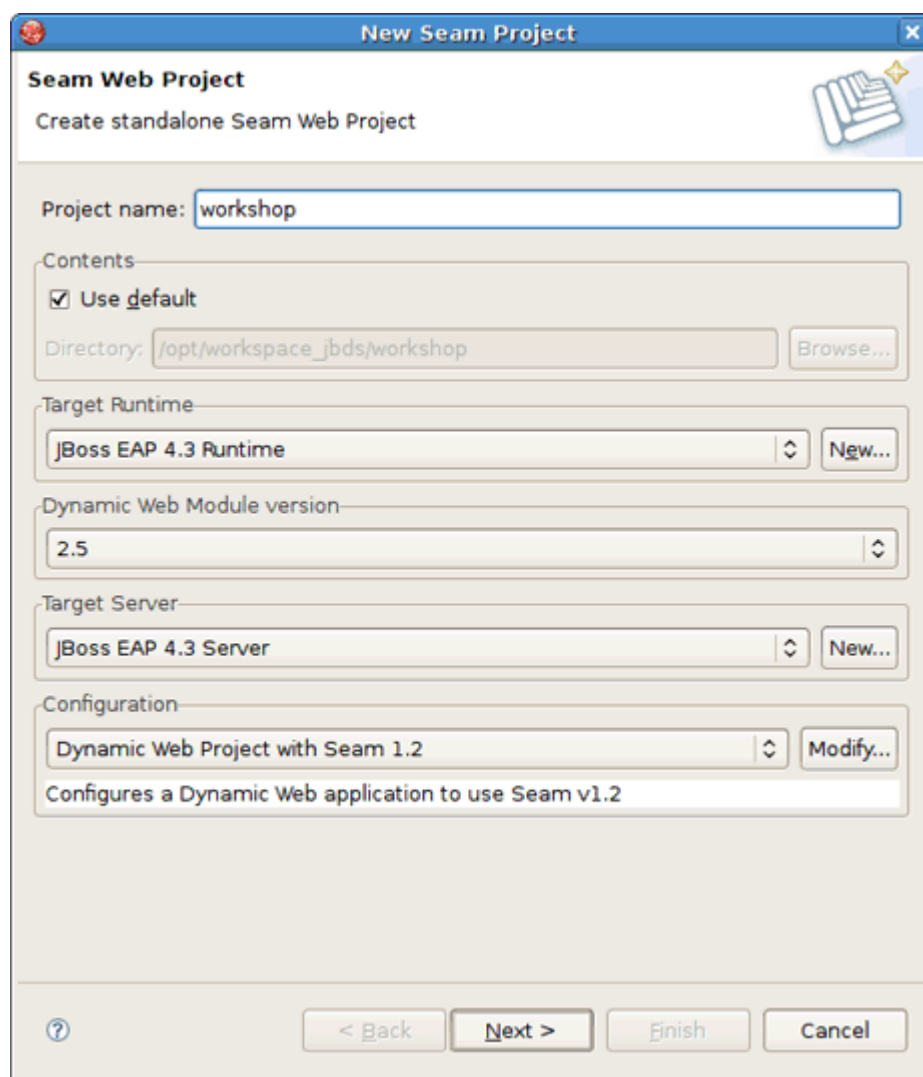 New Seam Project
Seam Web Project
Create standalone Seam Web Project
Project name: workshop
Contents
Use default
Directory: /opt/workspace_jbds/workshop Browse...
Target Runtime
JBoss EAP 4.3 Runtime New...
Dynamic Web Module version
2.5
Target Server
JBoss EAP 4.3 Server New...
Configuration
Dynamic Web Project with Seam 1.2 Modify...
Configures a Dynamic Web application to use Seam v1.2
? < Back Next > Finish Cancel